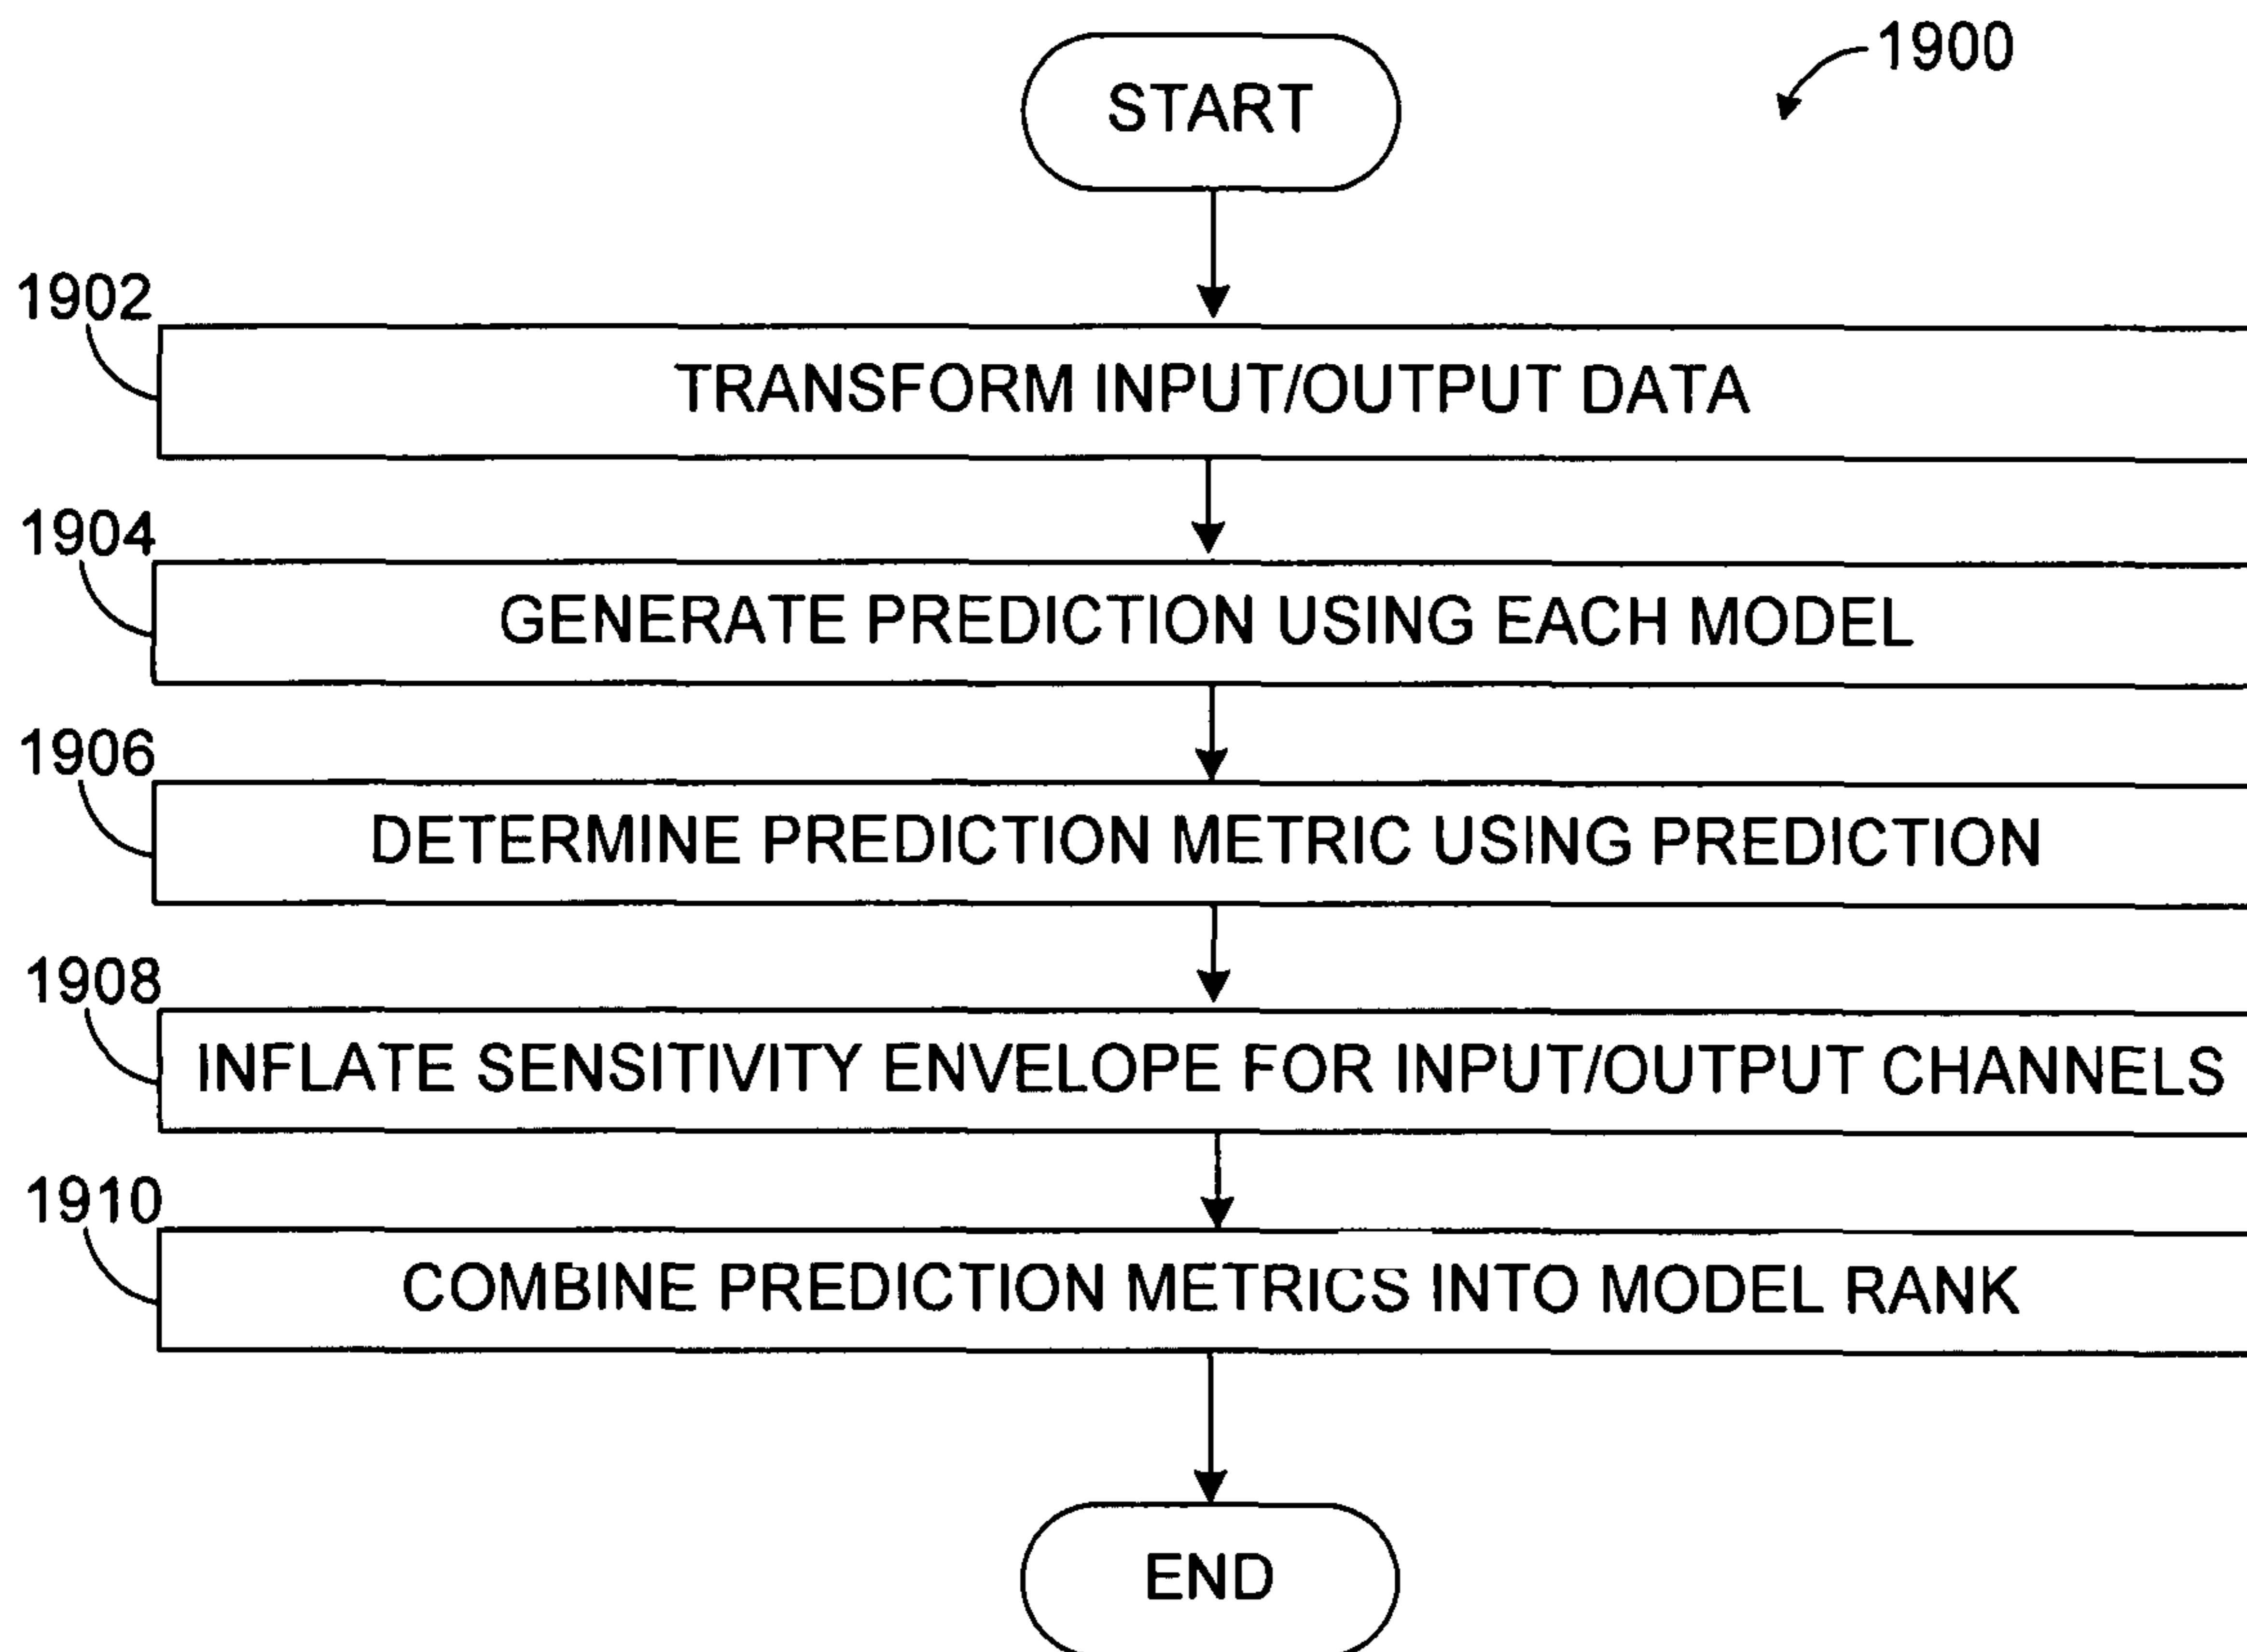 1900
START
1902
TRANSFORM INPUT/OUTPUT DATA
1904
GENERATE PREDICTION USING EACH MODEL
1906
DETERMINE PREDICTION METRIC USING PREDICTION
1908
INFLATE SENSITIVITY ENVELOPE FOR INPUT/OUTPUT CHANNELS
1910
COMBINE PREDICTION METRICS INTO MODEL RANK
END